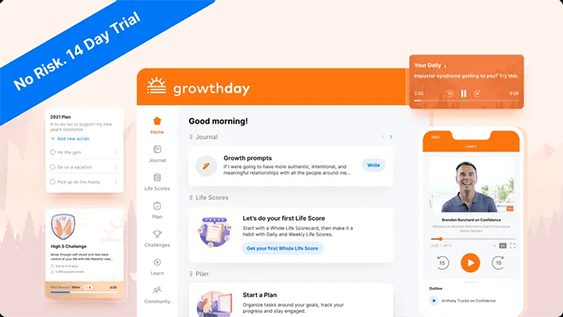 No Risk. 14 Day Trial
growthday
Your Daily
Imposter syndrome getting to you? Try this.
2:32
6:08
2021 Plan
A to do list to support my new
year's resolution
+ Add new action
Hit the gym
Go on a vacation
Pick up on the hobby
High 5 Challenge
Home
Journal
Life Scores
Plan
Challenges
Learn
Community
Good morning!
Journal
Growth prompts
If I were going to have more authentic, intentional, and
meaningful relationships with all the people around me...
Write
Life Scores
Let's do your first Life Score
Start with a Whole Life Scorecard, then make it a
habit with Daily and Weekly Life Scores.
Get your first Whole Life Score
Plan
Start a Plan
Organize tasks around your goals, track your
progress and stay engaged.
Learn
Brendon Burchard on Confidence
15
15
Outline
Anthony Trucks on Confidence